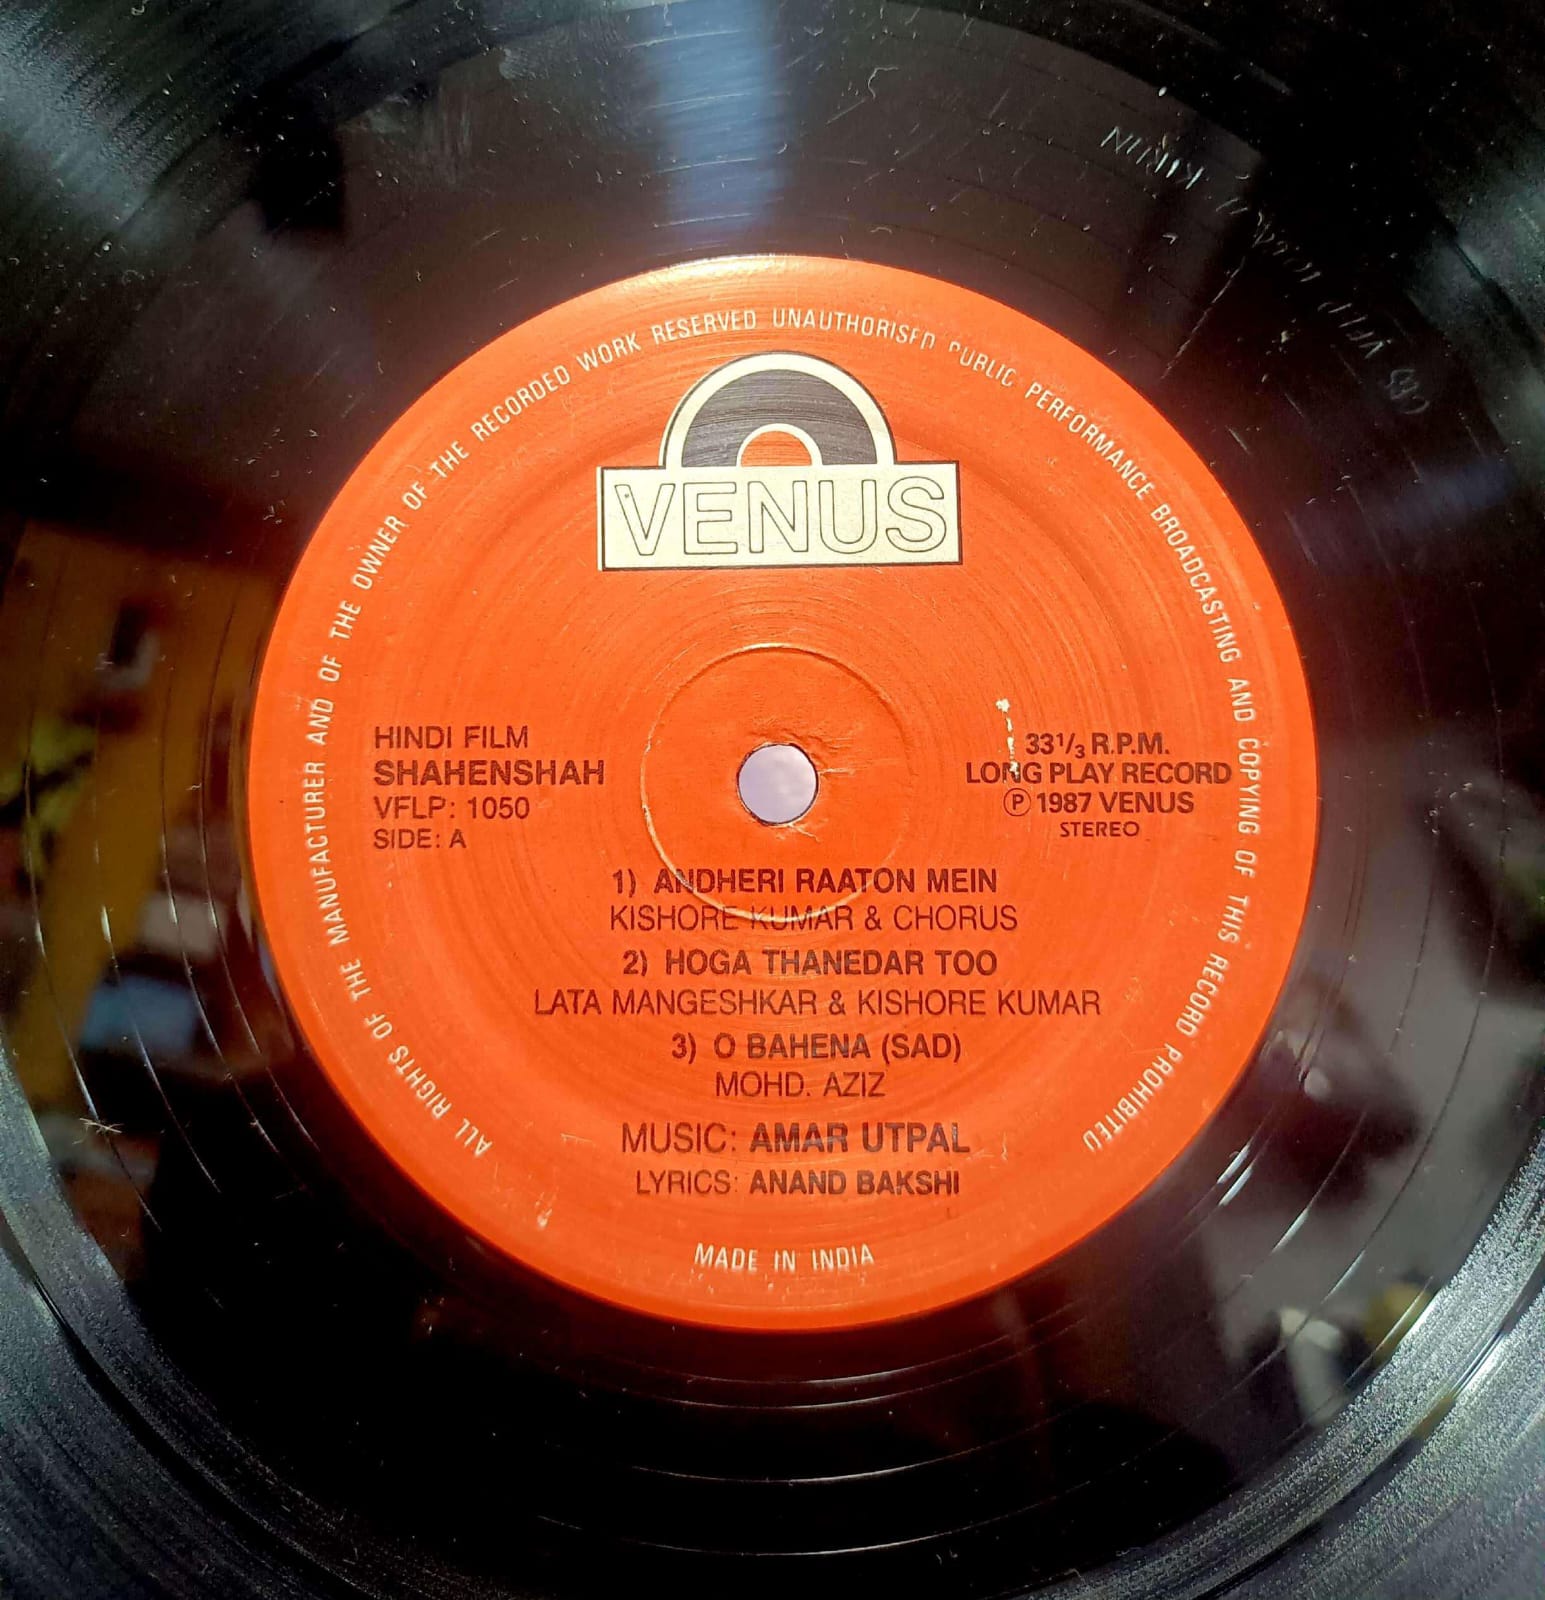 ALL RIGHTS OF THE MANUFACTURER AND OF THE OWNER OF THE RECORDED WORK RESERVED UNAUTHORISED PUBLIC PERFORMANCE BROADCASTING AND COPYING OF THIS RECORD PROHIBITED
VENUS
HINDI FILM
SHAHENSHAH
VFLP: 1050
SIDE: A
33 1/3 R.P.M.
LONG PLAY RECORD
Ⓟ 1987 VENUS
STEREO
1) ANDHERI RAATON MEIN
KISHORE KUMAR & CHORUS
2) HOGA THANEDAR TOO
LATA MANGESHKAR & KISHORE KUMAR
3) O BAHENA (SAD)
MOHD. AZIZ
MUSIC: AMAR UTPAL
LYRICS: ANAND BAKSHI
MADE IN INDIA